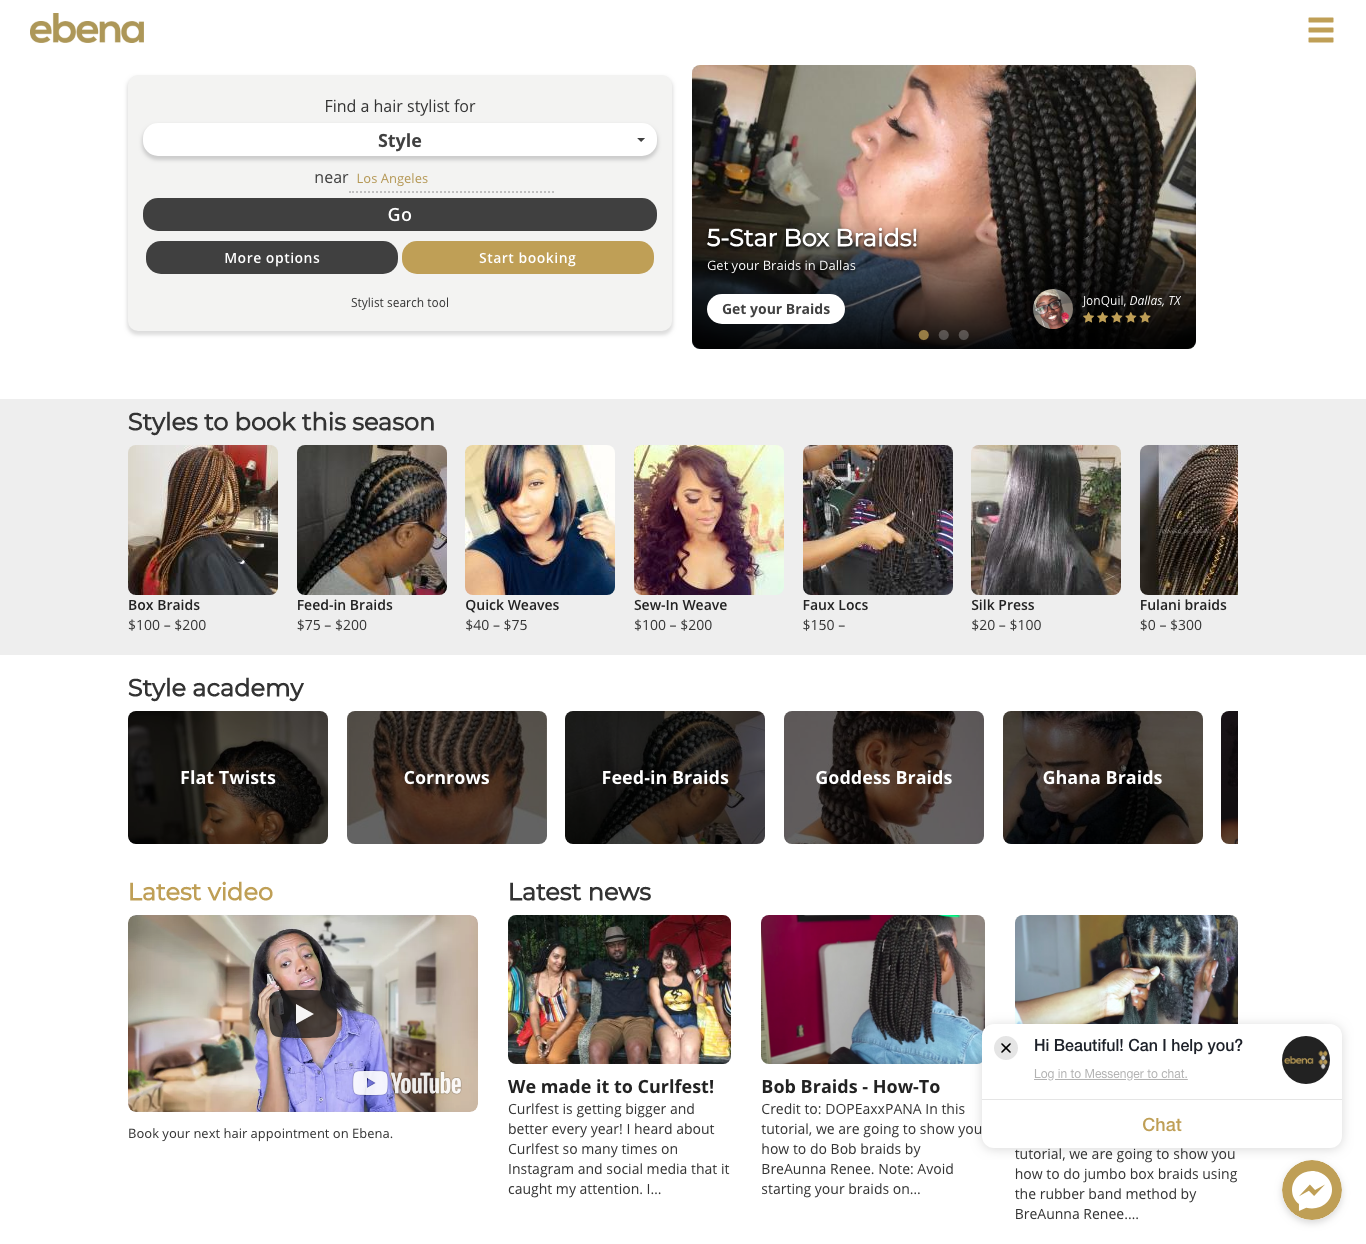 ebena
Find a hair stylist for
Style
near Los Angeles
Go
More options
Start booking
Stylist search tool
5-Star Box Braids!
Get your Braids in Dallas
Get your Braids
JonQuil, Dallas, TX
Styles to book this season
Box Braids
$100 – $200
Feed-in Braids
$75 – $200
Quick Weaves
$40 – $75
Sew-In Weave
$100 – $200
Faux Locs
$150 –
Silk Press
$20 – $100
Fulani braids
$0 – $300
Style academy
Flat Twists
Cornrows
Feed-in Braids
Goddess Braids
Ghana Braids
Latest video
YouTube
Book your next hair appointment on Ebena.
Latest news
ebena
We made it to Curlfest!
Curlfest is getting bigger and
better every year! I heard about
Curlfest so many times on
Instagram and social media that it
caught my attention. I...
Bob Braids - How-To
Credit to: DOPEaxxPANA In this
tutorial, we are going to show you
how to do Bob braids by
BreAunna Renee. Note: Avoid
starting your braids on...
tutorial, we are going to show you
how to do jumbo box braids using
the rubber band method by
BreAunna Renee....
Hi Beautiful! Can I help you?
Log in to Messenger to chat.
ebena
Chat